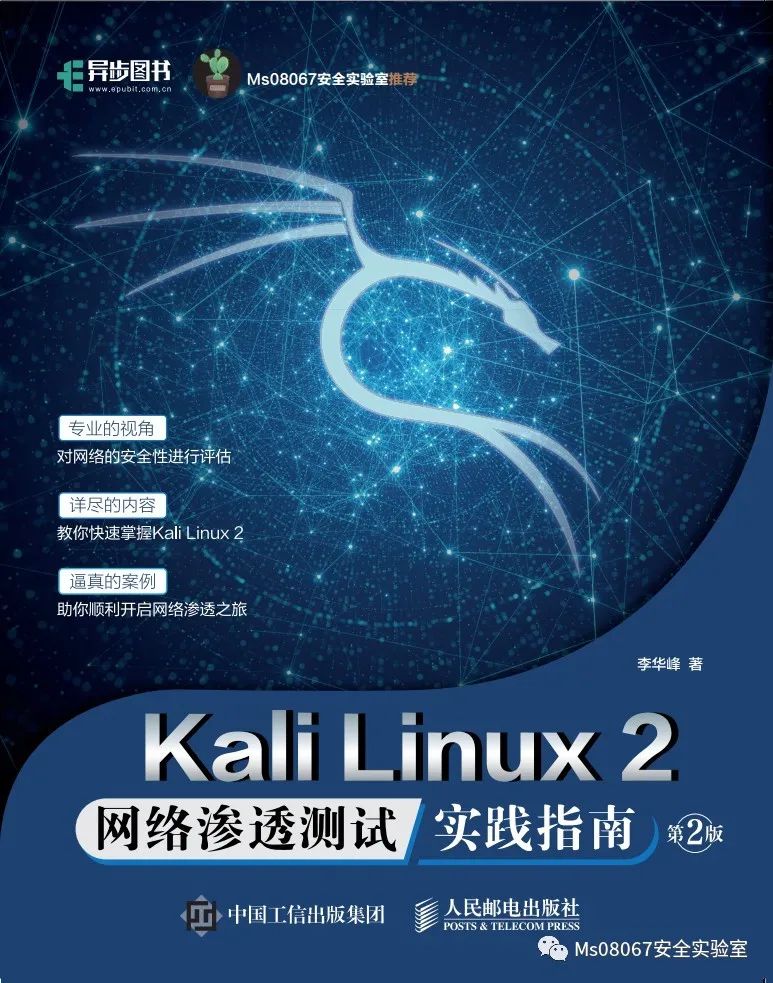 异步图书
www.epubit.com.cn
Ms08067安全实验室推荐
专业的视角
对网络的安全性进行评估
详尽的内容
教你快速掌握Kali Linux 2
逼真的案例
助你顺利开启网络渗透之旅
李华峰 著
Kali Linux 2
网络渗透测试 实践指南 第2版
中国工信出版集团 人民邮电出版社
POSTS & TELECOM PRESS
Ms08067安全实验室